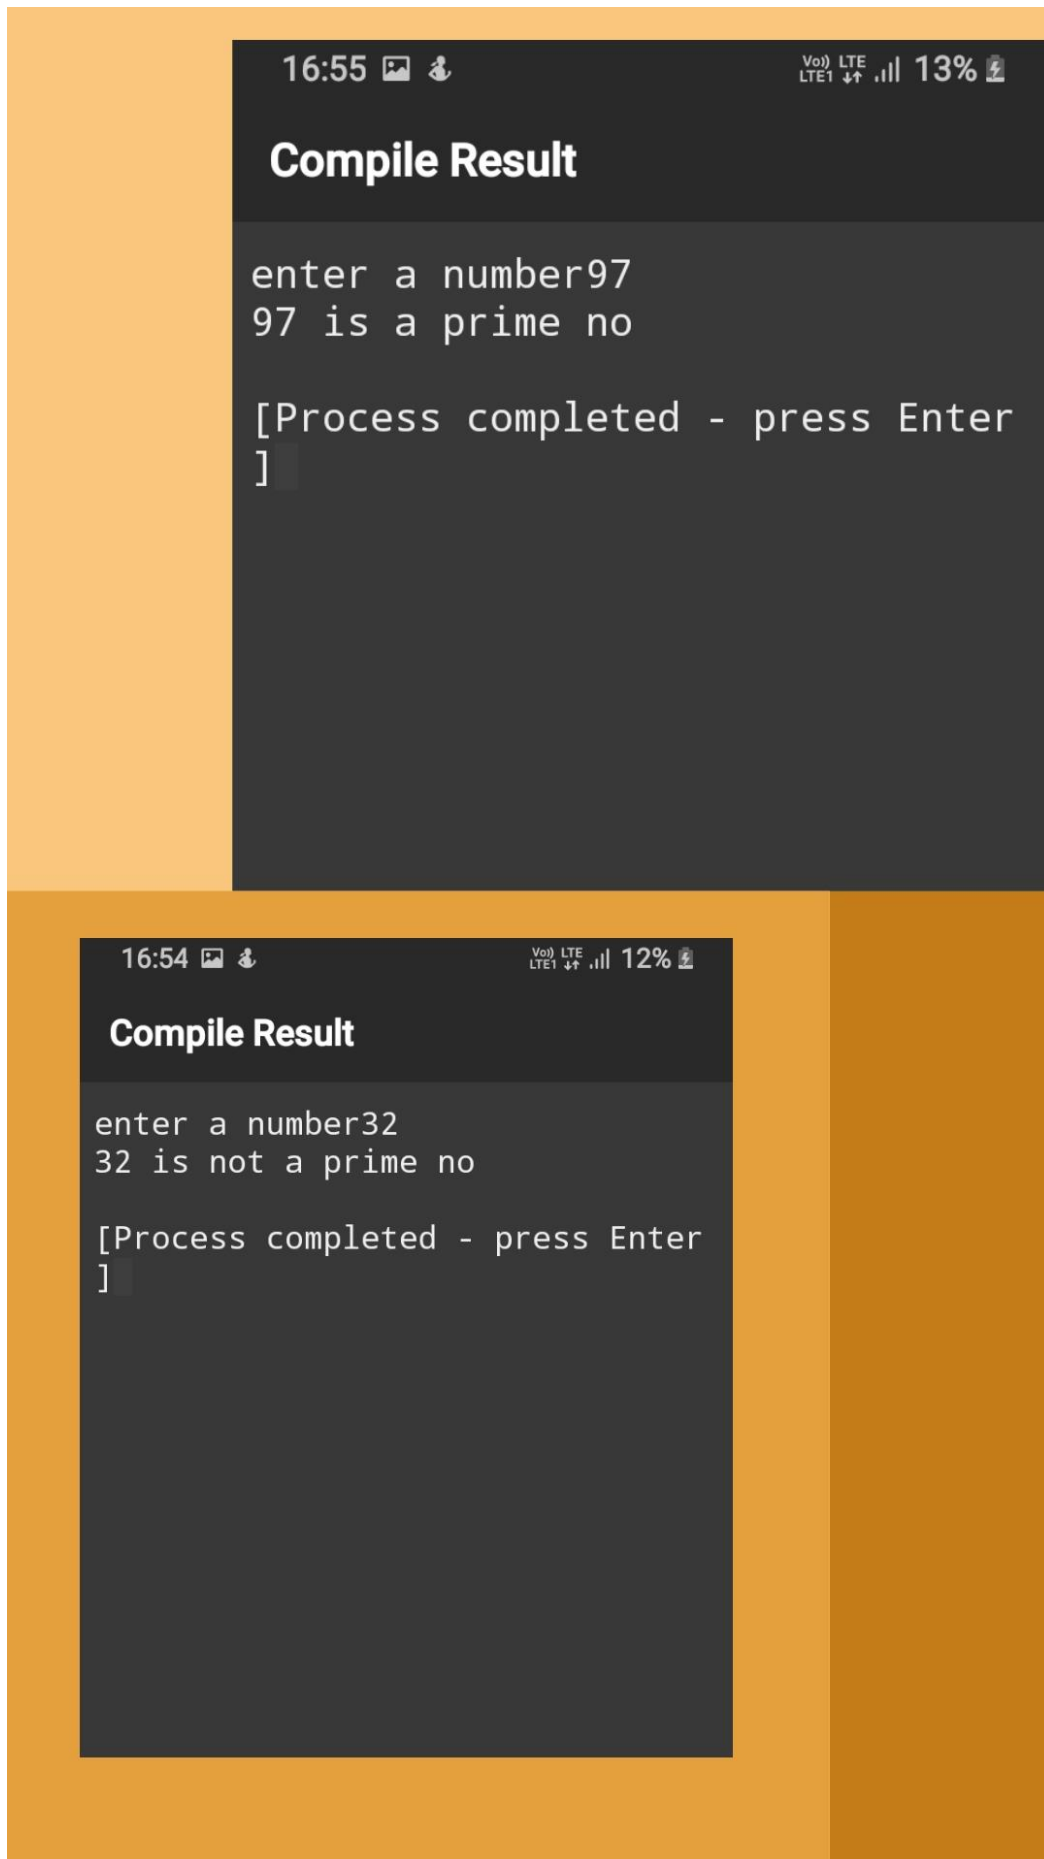 16:55 Vo)) LTE LTE1 13%
Compile Result
enter a number97
97 is a prime no
[Process completed - press Enter
]
16:54 Vo)) LTE LTE1 12%
Compile Result
enter a number32
32 is not a prime no
[Process completed - press Enter
]